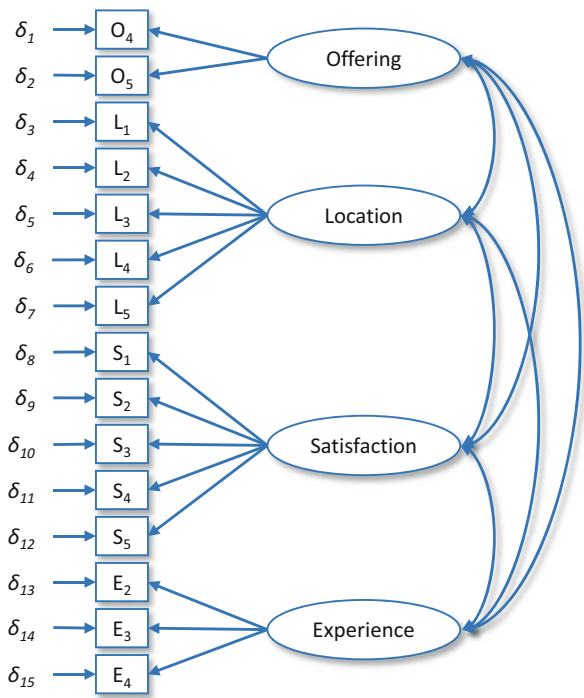 δ₁ O₄ Offering
δ₂ O₅
δ₃ L₁
δ₄ L₂
δ₅ L₃ Location
δ₆ L₄
δ₇ L₅
δ₈ S₁
δ₉ S₂
δ₁₀ S₃ Satisfaction
δ₁₁ S₄
δ₁₂ S₅
δ₁₃ E₂
δ₁₄ E₃ Experience
δ₁₅ E₄